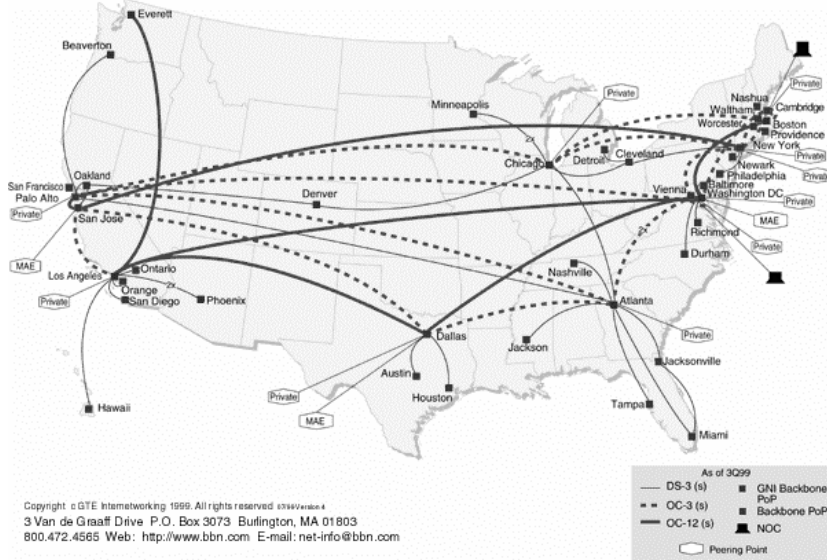 Everett
Beaverton
Private
Minneapolis
Nashua
Waltham
Cambridge
2x
Worcester
Boston
Providence
New York
Chicago
Detroit
Cleveland
Private
Newark
Private
Philadelphia
San Francisco
Oakland
Palo Alto
Denver
Vienna
Baltimore
Washington DC
Private
Private
San Jose
MAE
2x
Richmond
Private
MAE
Los Angeles
Ontario
Nashville
Durham
Orange
2x
San Diego
Phoenix
Private
Atlanta
Dallas
Jackson
Private
Jacksonville
Austin
Private
Houston
Hawaii
MAE
Tampa
Miami
As of 3Q99
DS-3 (s)
GNI Backbone PoP
OC-3 (s)
Backbone PoP
OC-12 (s)
NOC
Peering Point
Copyright c GTE Internetworking 1999. All rights reserved 07/99 Version 4
3 Van de Graaff Drive P.O. Box 3073 Burlington, MA 01803
800.472.4565 Web: http://www.bbn.com E-mail: net-info@bbn.com